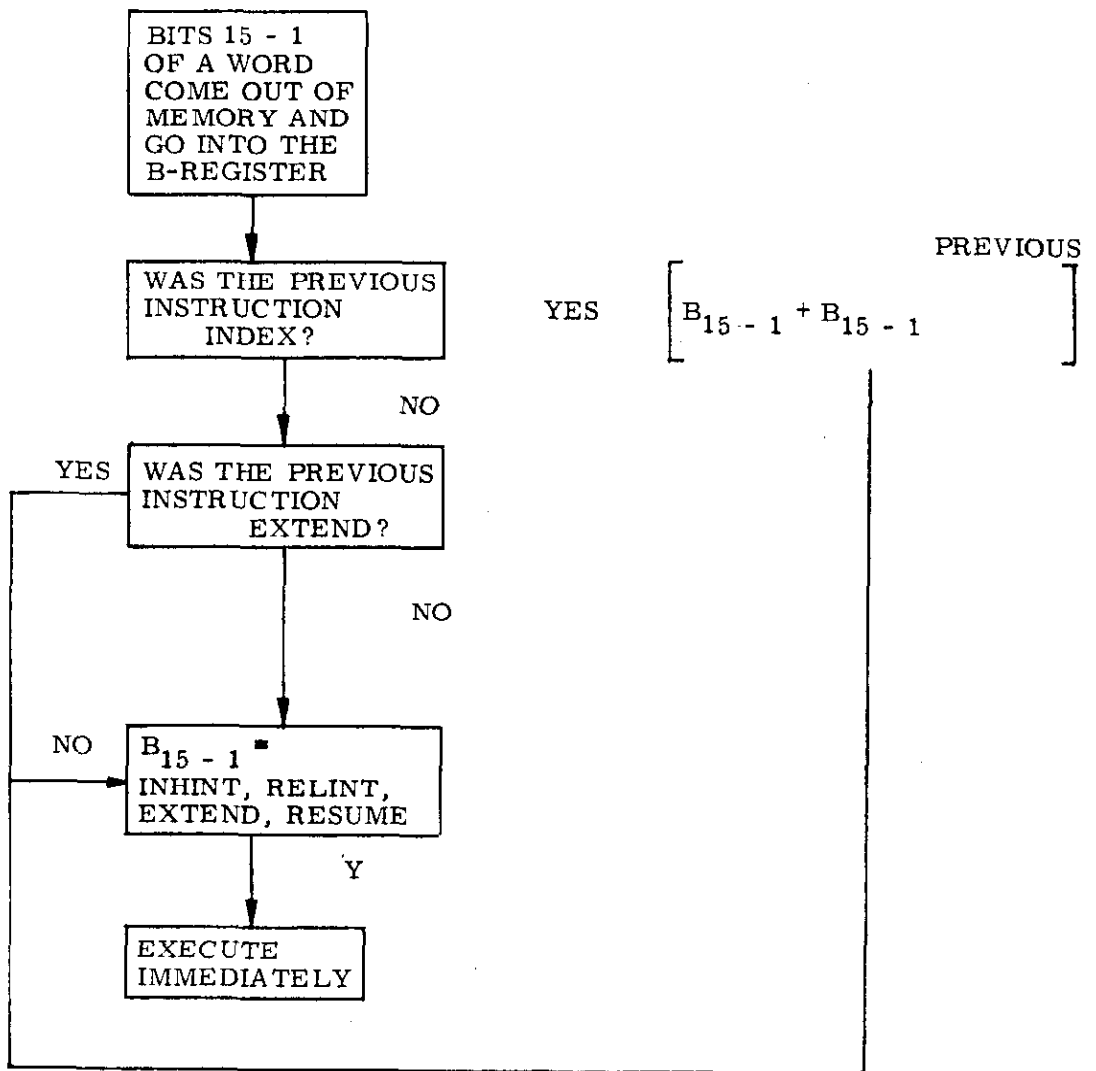 BITS 15 - 1
OF A WORD
COME OUT OF
MEMORY AND
GO INTO THE
B-REGISTER
PREVIOUS
WAS THE PREVIOUS
INSTRUCTION
INDEX?
YES
B15 - 1 + B15 - 1
NO
YES
WAS THE PREVIOUS
INSTRUCTION
EXTEND?
NO
NO
B15 - 1 =
INHINT, RELINT,
EXTEND, RESUME
Y
EXECUTE
IMMEDIATELY